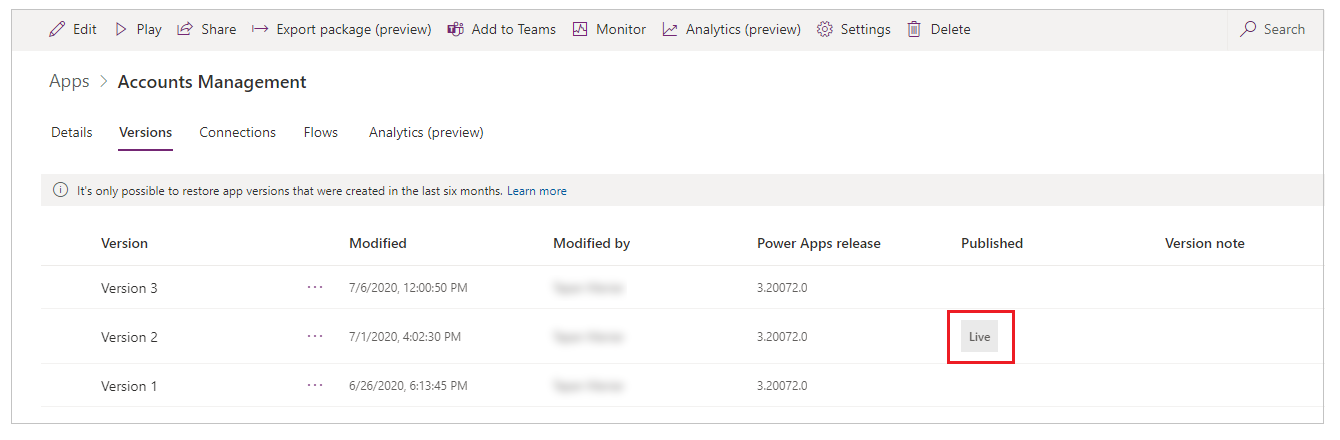 Edit Play Share Export package (preview) Add to Teams Monitor Analytics (preview) Settings Delete Search
Apps > Accounts Management
Details Versions Connections Flows Analytics (preview)
It's only possible to restore app versions that were created in the last six months. Learn more
Version Modified Modified by Power Apps release Published Version note
Version 3 ... 7/6/2020, 12:00:50 PM 3.20072.0
Version 2 ... 7/1/2020, 4:02:30 PM 3.20072.0 Live
Version 1 ... 6/26/2020, 6:13:45 PM 3.20072.0